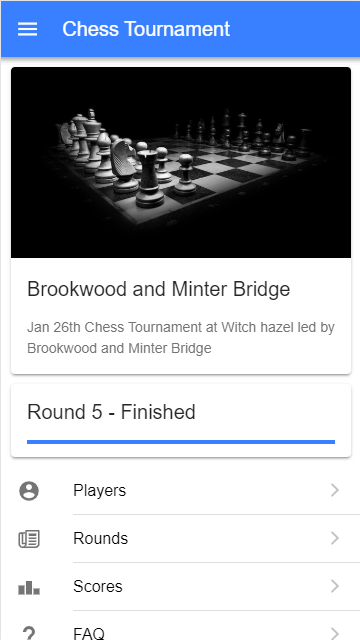 Chess Tournament
Brookwood and Minter Bridge
Jan 26th Chess Tournament at Witch hazel led by
Brookwood and Minter Bridge
Round 5 - Finished
Players
Rounds
Scores
FAQ